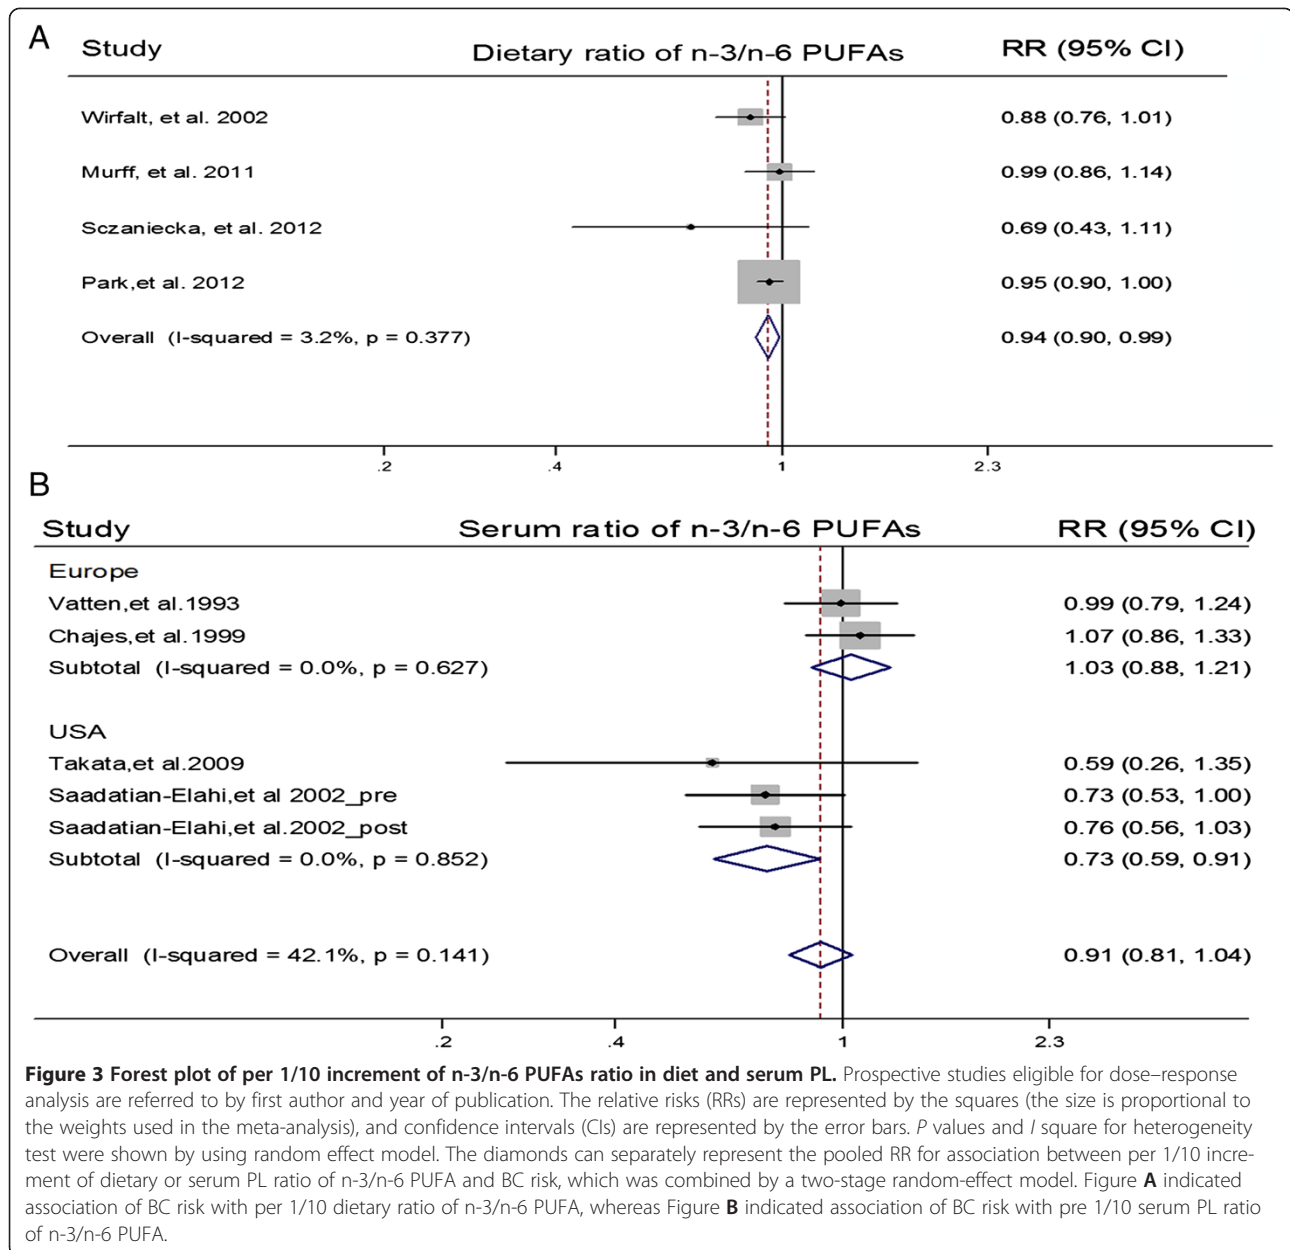 A
Study Dietary ratio of n-3/n-6 PUFAs RR (95% CI)
Wirfalt, et al. 2002 0.88 (0.76, 1.01)
Murff, et al. 2011 0.99 (0.86, 1.14)
Sczaniecka, et al. 2012 0.69 (0.43, 1.11)
Park,et al. 2012 0.95 (0.90, 1.00)
Overall (I-squared = 3.2%, p = 0.377) 0.94 (0.90, 0.99)
.2 .4 1 2.3
B
Study Serum ratio of n-3/n-6 PUFAs RR (95% CI)
Europe
Vatten,et al.1993 0.99 (0.79, 1.24)
Chajes,et al.1999 1.07 (0.86, 1.33)
Subtotal (I-squared = 0.0%, p = 0.627) 1.03 (0.88, 1.21)
USA
Takata,et al.2009 0.59 (0.26, 1.35)
Saadatian-Elahi,et al 2002_pre 0.73 (0.53, 1.00)
Saadatian-Elahi,et al.2002_post 0.76 (0.56, 1.03)
Subtotal (I-squared = 0.0%, p = 0.852) 0.73 (0.59, 0.91)
Overall (I-squared = 42.1%, p = 0.141) 0.91 (0.81, 1.04)
.2 .4 1 2.3
Figure 3 Forest plot of per 1/10 increment of n-3/n-6 PUFAs ratio in diet and serum PL. Prospective studies eligible for dose–response
analysis are referred to by first author and year of publication. The relative risks (RRs) are represented by the squares (the size is proportional to
the weights used in the meta-analysis), and confidence intervals (CIs) are represented by the error bars. P values and I square for heterogeneity
test were shown by using random effect model. The diamonds can separately represent the pooled RR for association between per 1/10 incre-
ment of dietary or serum PL ratio of n-3/n-6 PUFA and BC risk, which was combined by a two-stage random-effect model. Figure A indicated
association of BC risk with per 1/10 dietary ratio of n-3/n-6 PUFA, whereas Figure B indicated association of BC risk with pre 1/10 serum PL ratio
of n-3/n-6 PUFA.